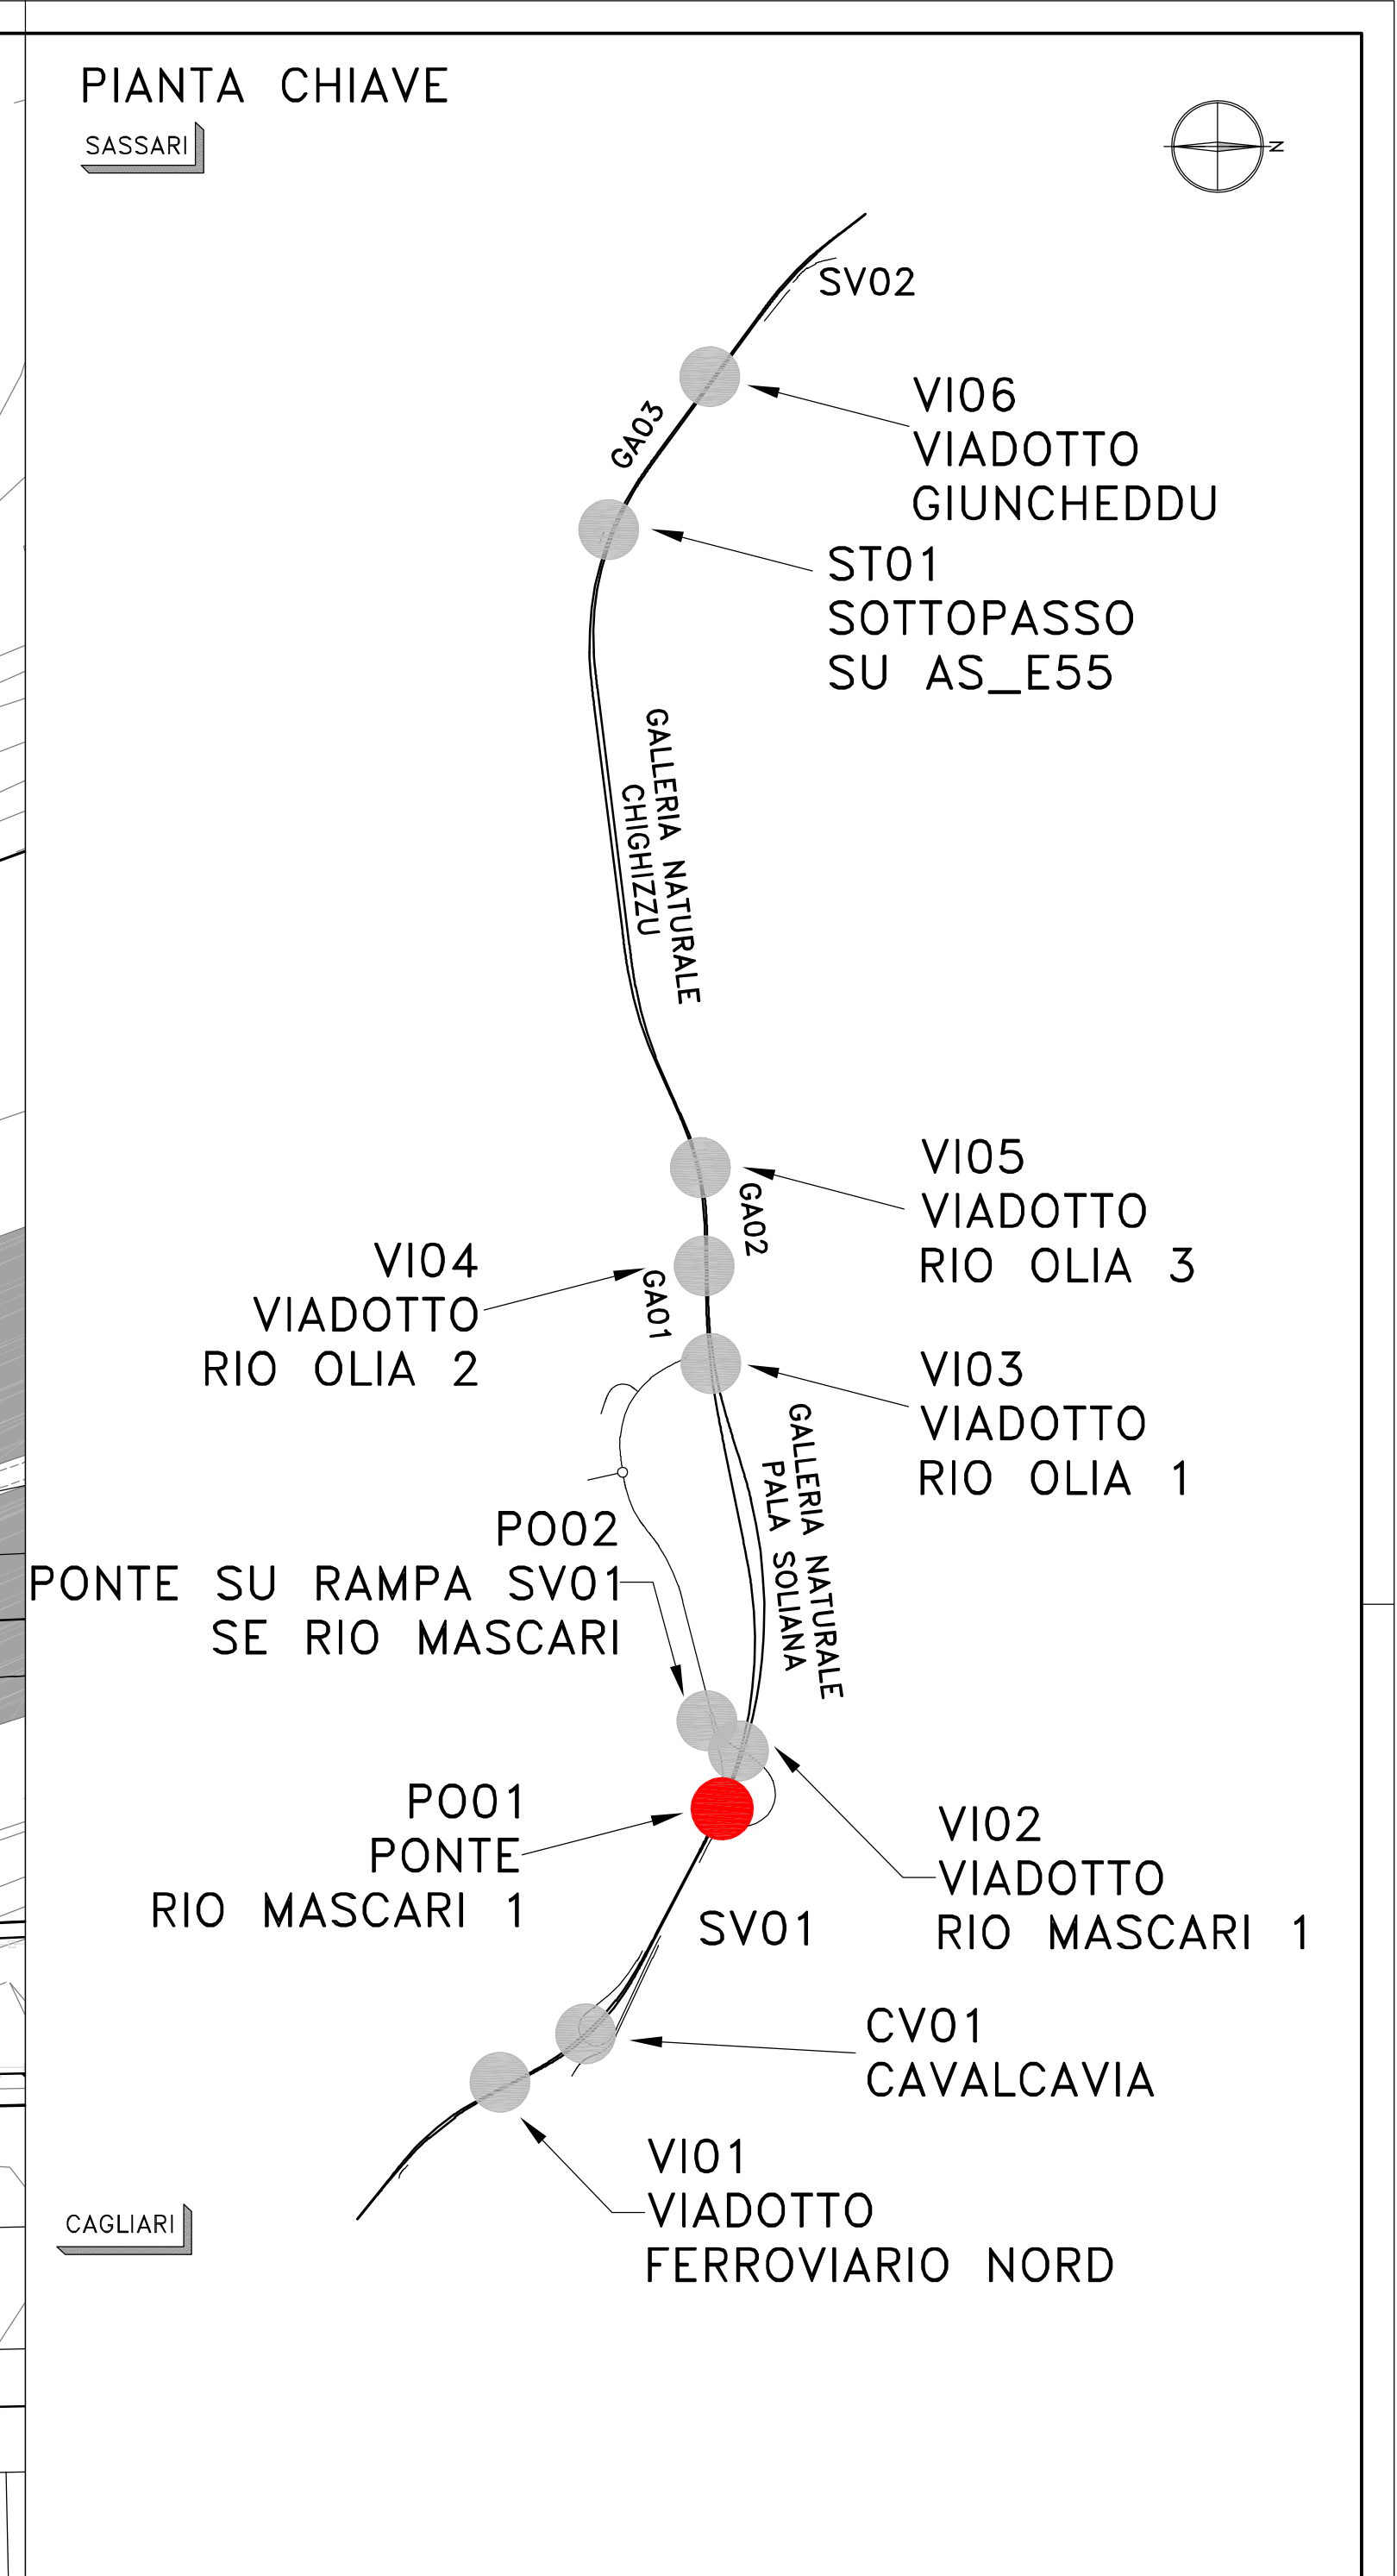 PIANTA CHIAVE
SASSARI
N
SV02
VI06
VIADOTTO
GIUNCHEDDU
GA03
ST01
SOTTOPASSO
SU AS_E55
GALLERIA NATURALE
CHIGHIZZU
VI05
VIADOTTO
RIO OLIA 3
GA02
VI04
VIADOTTO
RIO OLIA 2
GA01
VI03
VIADOTTO
RIO OLIA 1
GALLERIA NATURALE
PALA SOLIANA
PO02
PONTE SU RAMPA SV01
SE RIO MASCARI
PO01
PONTE
RIO MASCARI 1
VI02
VIADOTTO
RIO MASCARI 1
SV01
CV01
CAVALCAVIA
VI01
VIADOTTO
FERROVIARIO NORD
CAGLIARI